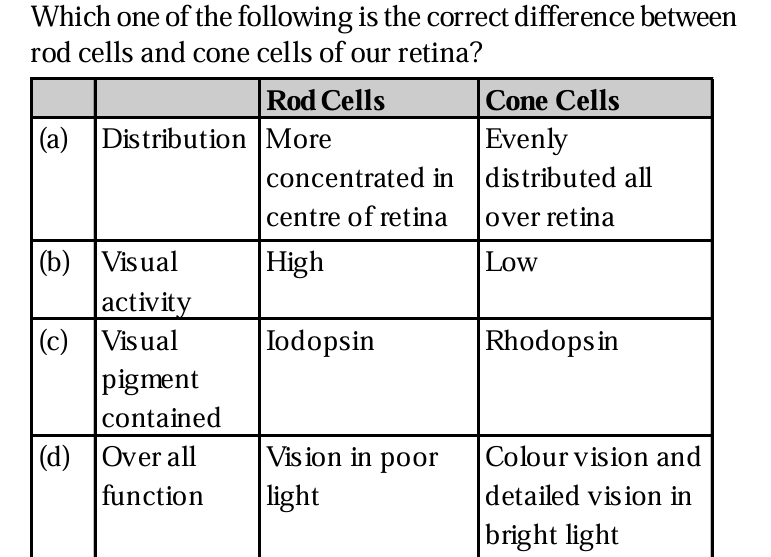 Which one of the following is the correct difference between
rod cells and cone cells of our retina?
Rod Cells Cone Cells
(a) Distribution More Evenly
concentrated in distributed all
centre of retina over retina
(b) Visual High Low
activity
(c) Visual Iodopsin Rhodopsin
pigment
contained
(d) Over all Vision in poor Colour vision and
function light detailed vision in
bright light